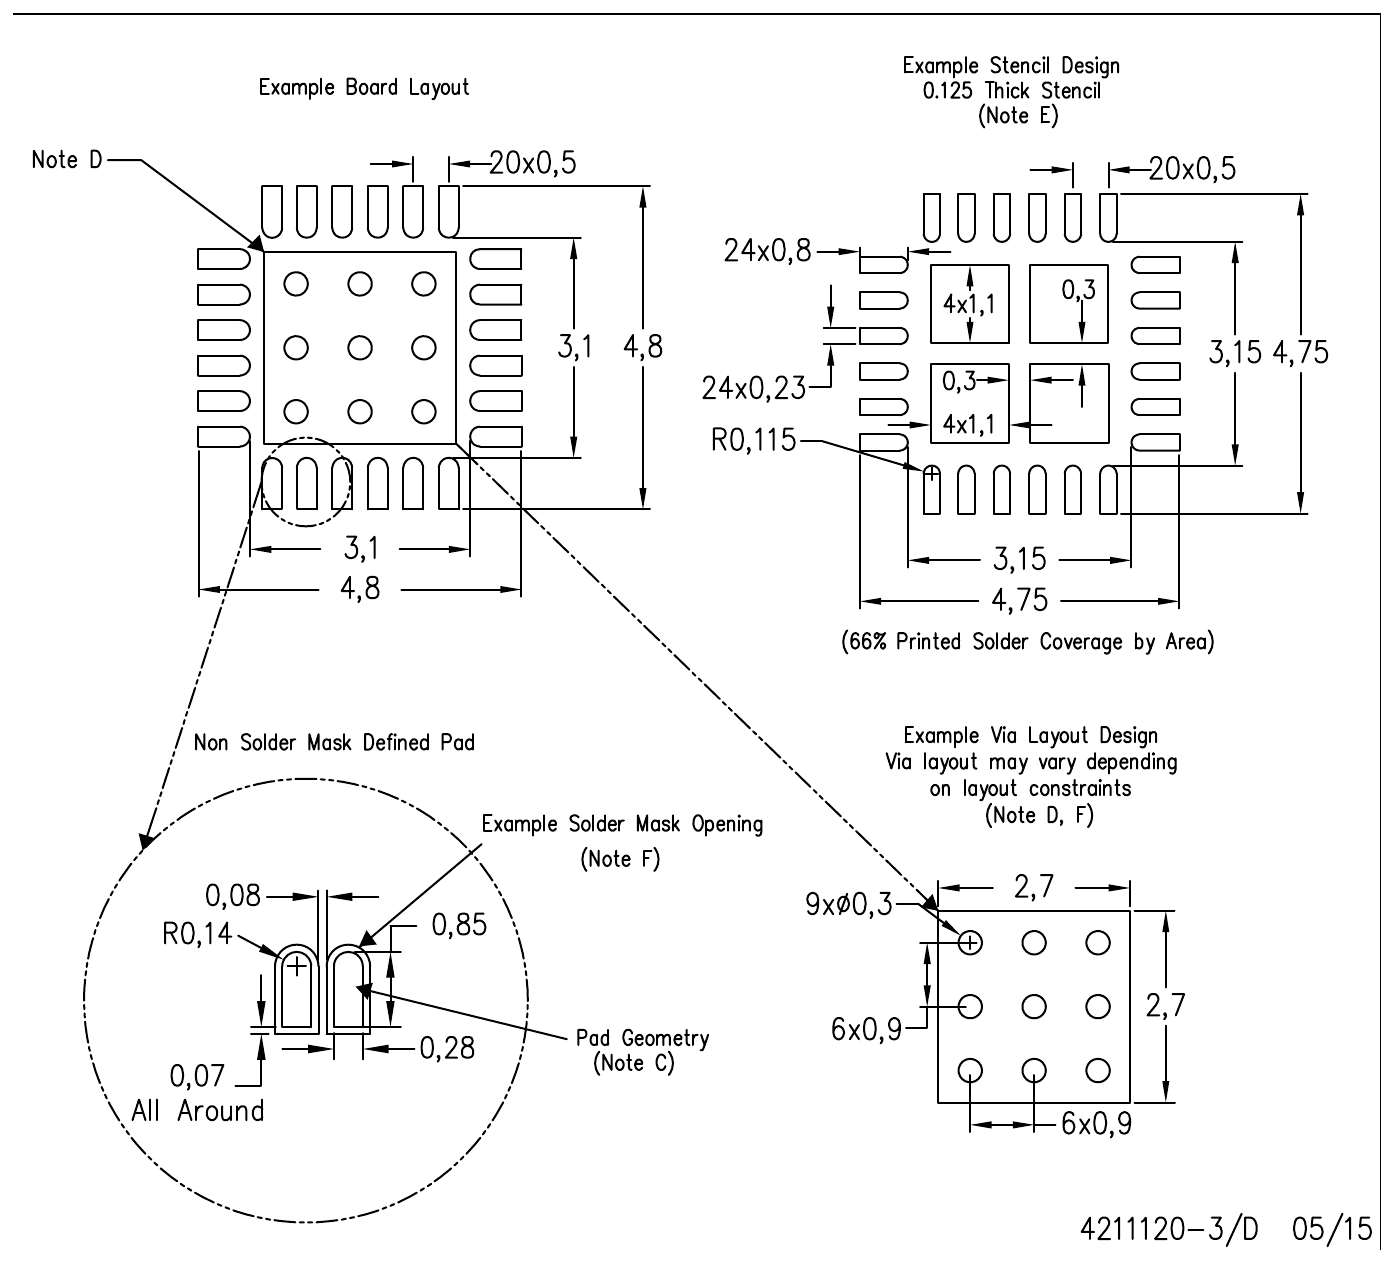 Example Board Layout
Note D
20x0,5
3,1
4,8
3,1
4,8
Example Stencil Design
0.125 Thick Stencil
(Note E)
20x0,5
24x0,8
4x1,1
0,3
24x0,23
0,3
4x1,1
R0,115
3,15
4,75
3,15
4,75
(66% Printed Solder Coverage by Area)
Non Solder Mask Defined Pad
Example Solder Mask Opening
(Note F)
0,08
R0,14
0,85
0,28
Pad Geometry
(Note C)
0,07
All Around
Example Via Layout Design
Via layout may vary depending
on layout constraints
(Note D, F)
2,7
9xø0,3
6x0,9
2,7
6x0,9
4211120-3/D 05/15